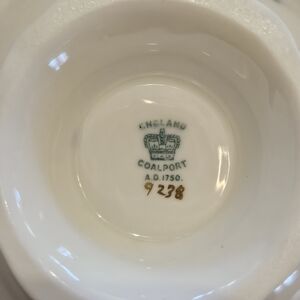 ENGLAND
COALPORT
A.D. 1750.
9238